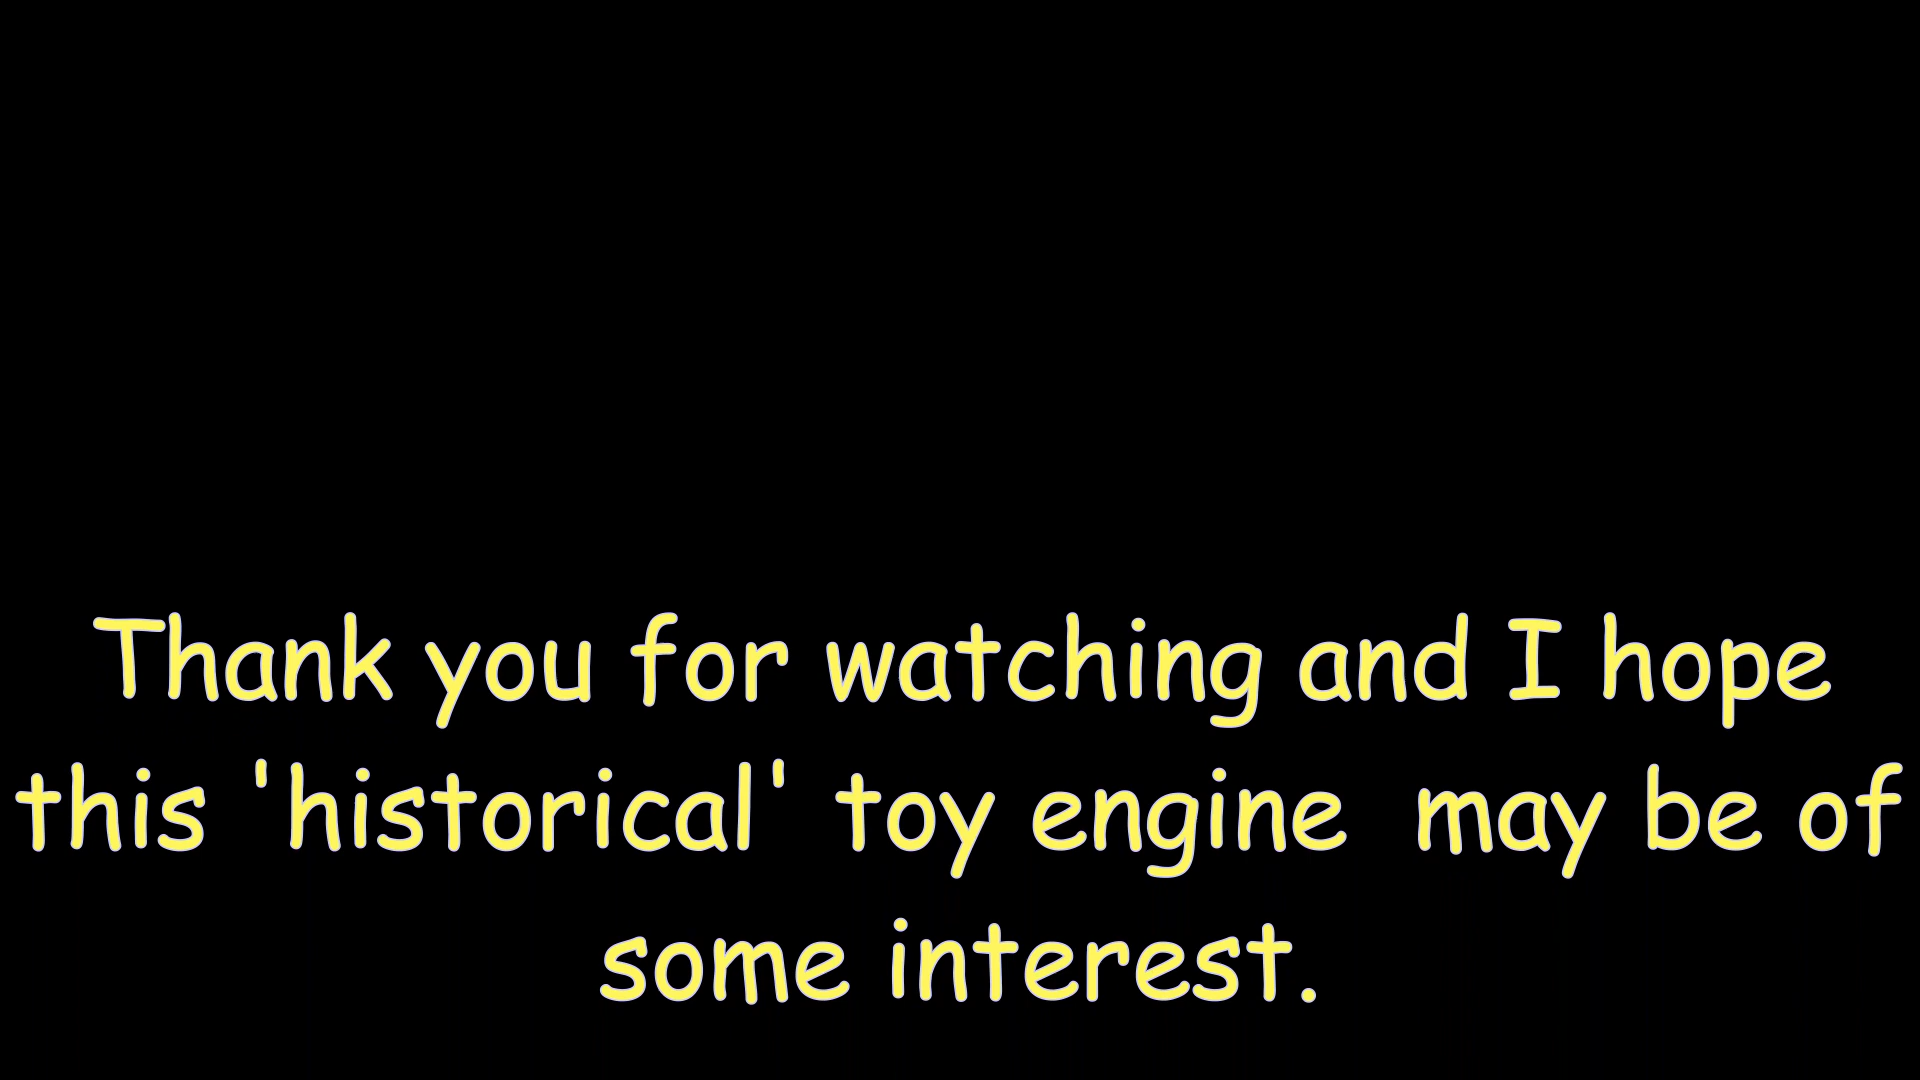 Thank you for watching and I hope
this 'historical' toy engine  may be of
some interest.